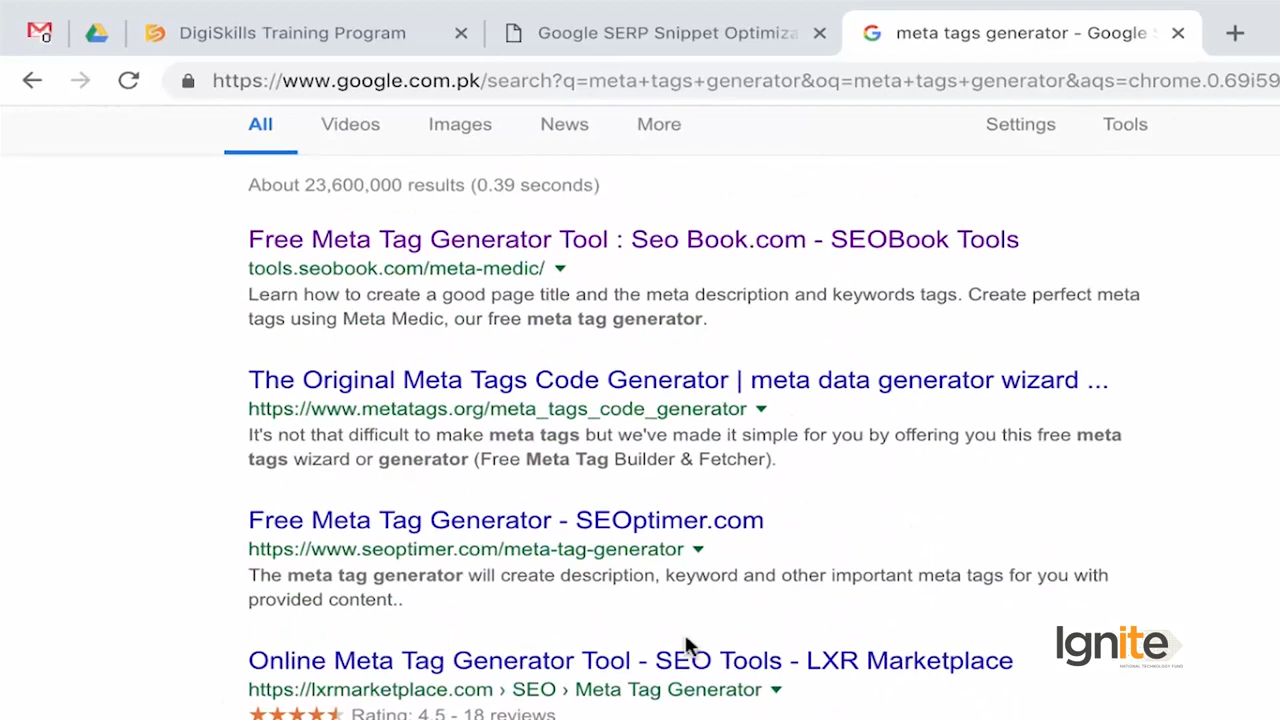 0
DigiSkills Training Program
Google SERP Snippet Optimiza
meta tags generator - Google S
https://www.google.com.pk/search?q=meta+tags+generator&oq=meta+tags+generator&aqs=chrome.0.69i59
All Videos Images News More Settings Tools
About 23,600,000 results (0.39 seconds)
Free Meta Tag Generator Tool : Seo Book.com - SEOBook Tools
tools.seobook.com/meta-medic/
Learn how to create a good page title and the meta description and keywords tags. Create perfect meta
tags using Meta Medic, our free meta tag generator.
The Original Meta Tags Code Generator | meta data generator wizard ...
https://www.metatags.org/meta_tags_code_generator
It's not that difficult to make meta tags but we've made it simple for you by offering you this free meta
tags wizard or generator (Free Meta Tag Builder & Fetcher).
Free Meta Tag Generator - SEOptimer.com
https://www.seoptimer.com/meta-tag-generator
The meta tag generator will create description, keyword and other important meta tags for you with
provided content..
Ignite
NATIONAL TECHNOLOGY FUND
Online Meta Tag Generator Tool - SEO Tools - LXR Marketplace
https://lxrmarketplace.com › SEO › Meta Tag Generator
Rating: 4.5 - 18 reviews